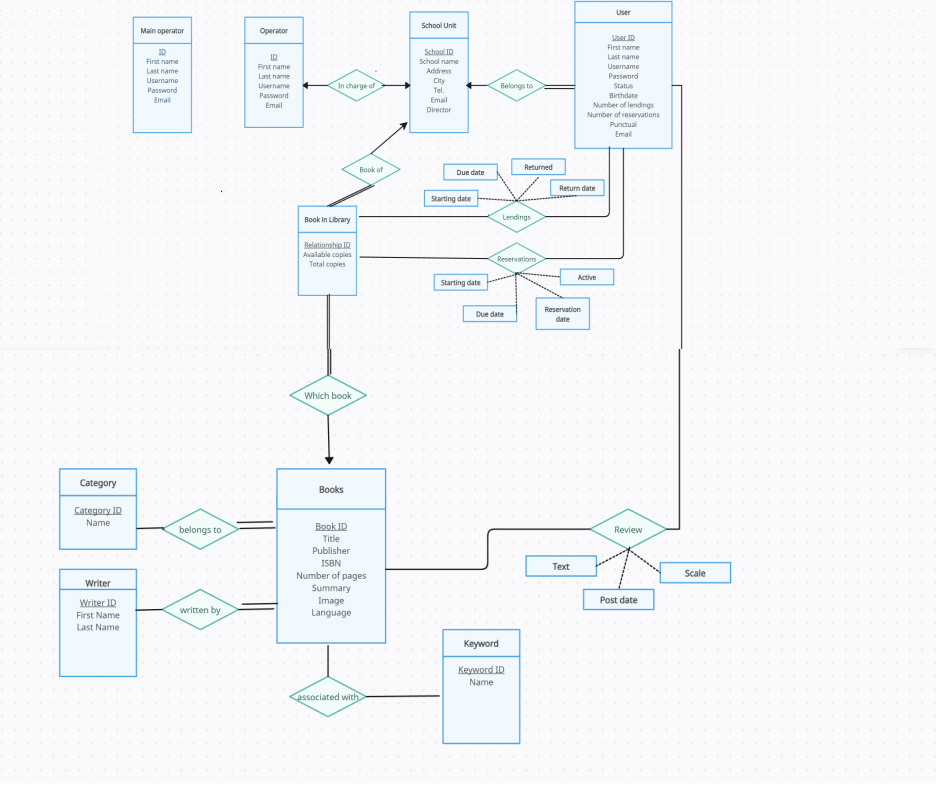 Main operator
ID
First name
Last name
Username
Password
Email
Operator
ID
First name
Last name
Username
Password
Email
In charge of
School Unit
School ID
School name
Address
City
Tel.
Email
Director
Belongs to
User
User ID
First name
Last name
Username
Password
Status
Birthdate
Number of lendings
Number of reservations
Punctual
Email
Book of
Due date
Returned
Return date
Starting date
Lendings
Book in Library
Relationship ID
Available copies
Total copies
Reservations
Starting date
Active
Due date
Reservation
date
Which book
Category
Category ID
Name
belongs to
Books
Book ID
Title
Publisher
ISBN
Number of pages
Summary
Image
Language
Review
Text
Scale
Post date
Writer
Writer ID
First Name
Last Name
written by
Keyword
Keyword ID
Name
associated with